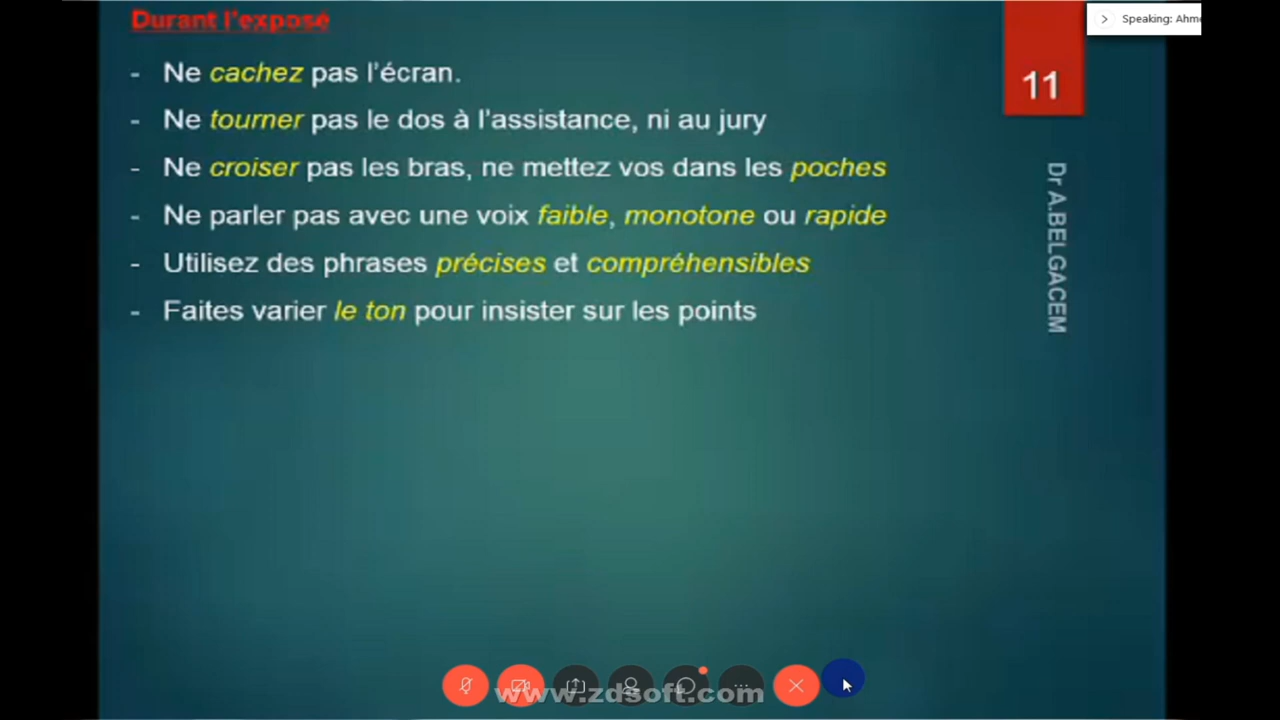 Durant l'exposé
Speaking: Ahm
- Ne cachez pas l'écran.
11
- Ne tourner pas le dos à l'assistance, ni au jury
- Ne croiser pas les bras, ne mettez vos dans les poches
- Ne parler pas avec une voix faible, monotone ou rapide
- Utilisez des phrases précises et compréhensibles
- Faites varier le ton pour insister sur les points
Dr A.BELGACEM
www.zdsoft.com